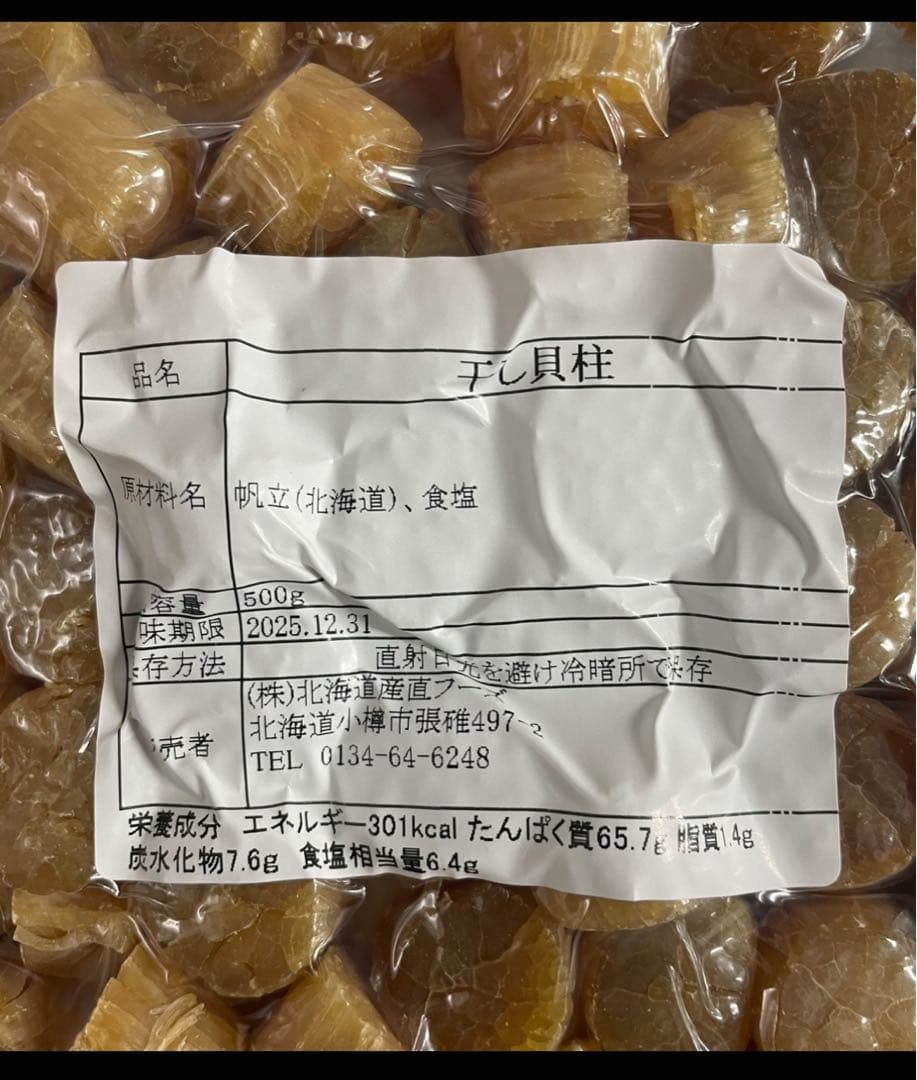 品名 干し貝柱
原材料名 帆立(北海道)、食塩
容量 500g
味期限 2025.12.31
存方法 直射日光を避け冷暗所で保存
売者 (株)北海道産直フーズ
北海道小樽市張碓497-2
TEL 0134-64-6248
栄養成分 エネルギー301kcal たんぱく質65.7g 脂質1.4g
炭水化物7.6g 食塩相当量6.4g